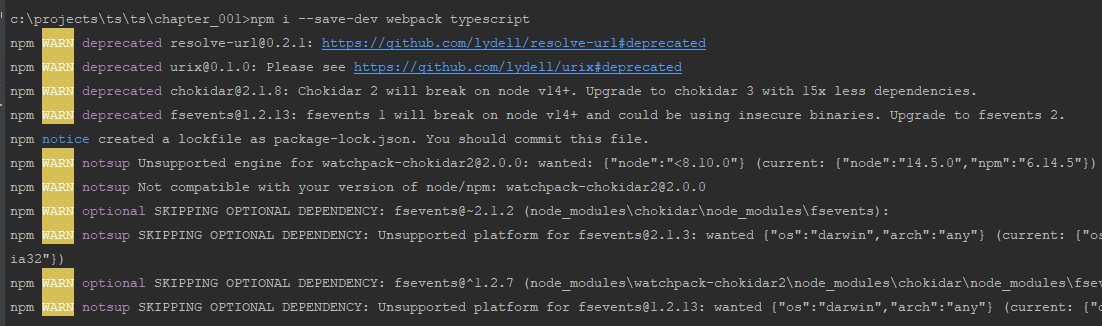 c:\projects\ts\ts\chapter_001>npm i --save-dev webpack typescript
npm WARN deprecated resolve-url@0.2.1: https://github.com/lydell/resolve-url#deprecated
npm WARN deprecated urix@0.1.0: Please see https://github.com/lydell/urix#deprecated
npm WARN deprecated chokidar@2.1.8: Chokidar 2 will break on node v14+. Upgrade to chokidar 3 with 15x less dependencies.
npm WARN deprecated fsevents@1.2.13: fsevents 1 will break on node v14+ and could be using insecure binaries. Upgrade to fsevents 2.
npm notice created a lockfile as package-lock.json. You should commit this file.
npm WARN notsup Unsupported engine for watchpack-chokidar2@2.0.0: wanted: {"node":"<8.10.0"} (current: {"node":"14.5.0","npm":"6.14.5"})
npm WARN notsup Not compatible with your version of node/npm: watchpack-chokidar2@2.0.0
npm WARN optional SKIPPING OPTIONAL DEPENDENCY: fsevents@~2.1.2 (node_modules\chokidar\node_modules\fsevents):
npm WARN notsup SKIPPING OPTIONAL DEPENDENCY: Unsupported platform for fsevents@2.1.3: wanted {"os":"darwin","arch":"any"} (current: {"os
ia32"})
npm WARN optional SKIPPING OPTIONAL DEPENDENCY: fsevents@^1.2.7 (node_modules\watchpack-chokidar2\node_modules\chokidar\node_modules\fsev
npm WARN notsup SKIPPING OPTIONAL DEPENDENCY: Unsupported platform for fsevents@1.2.13: wanted {"os":"darwin","arch":"any"} (current: {"o